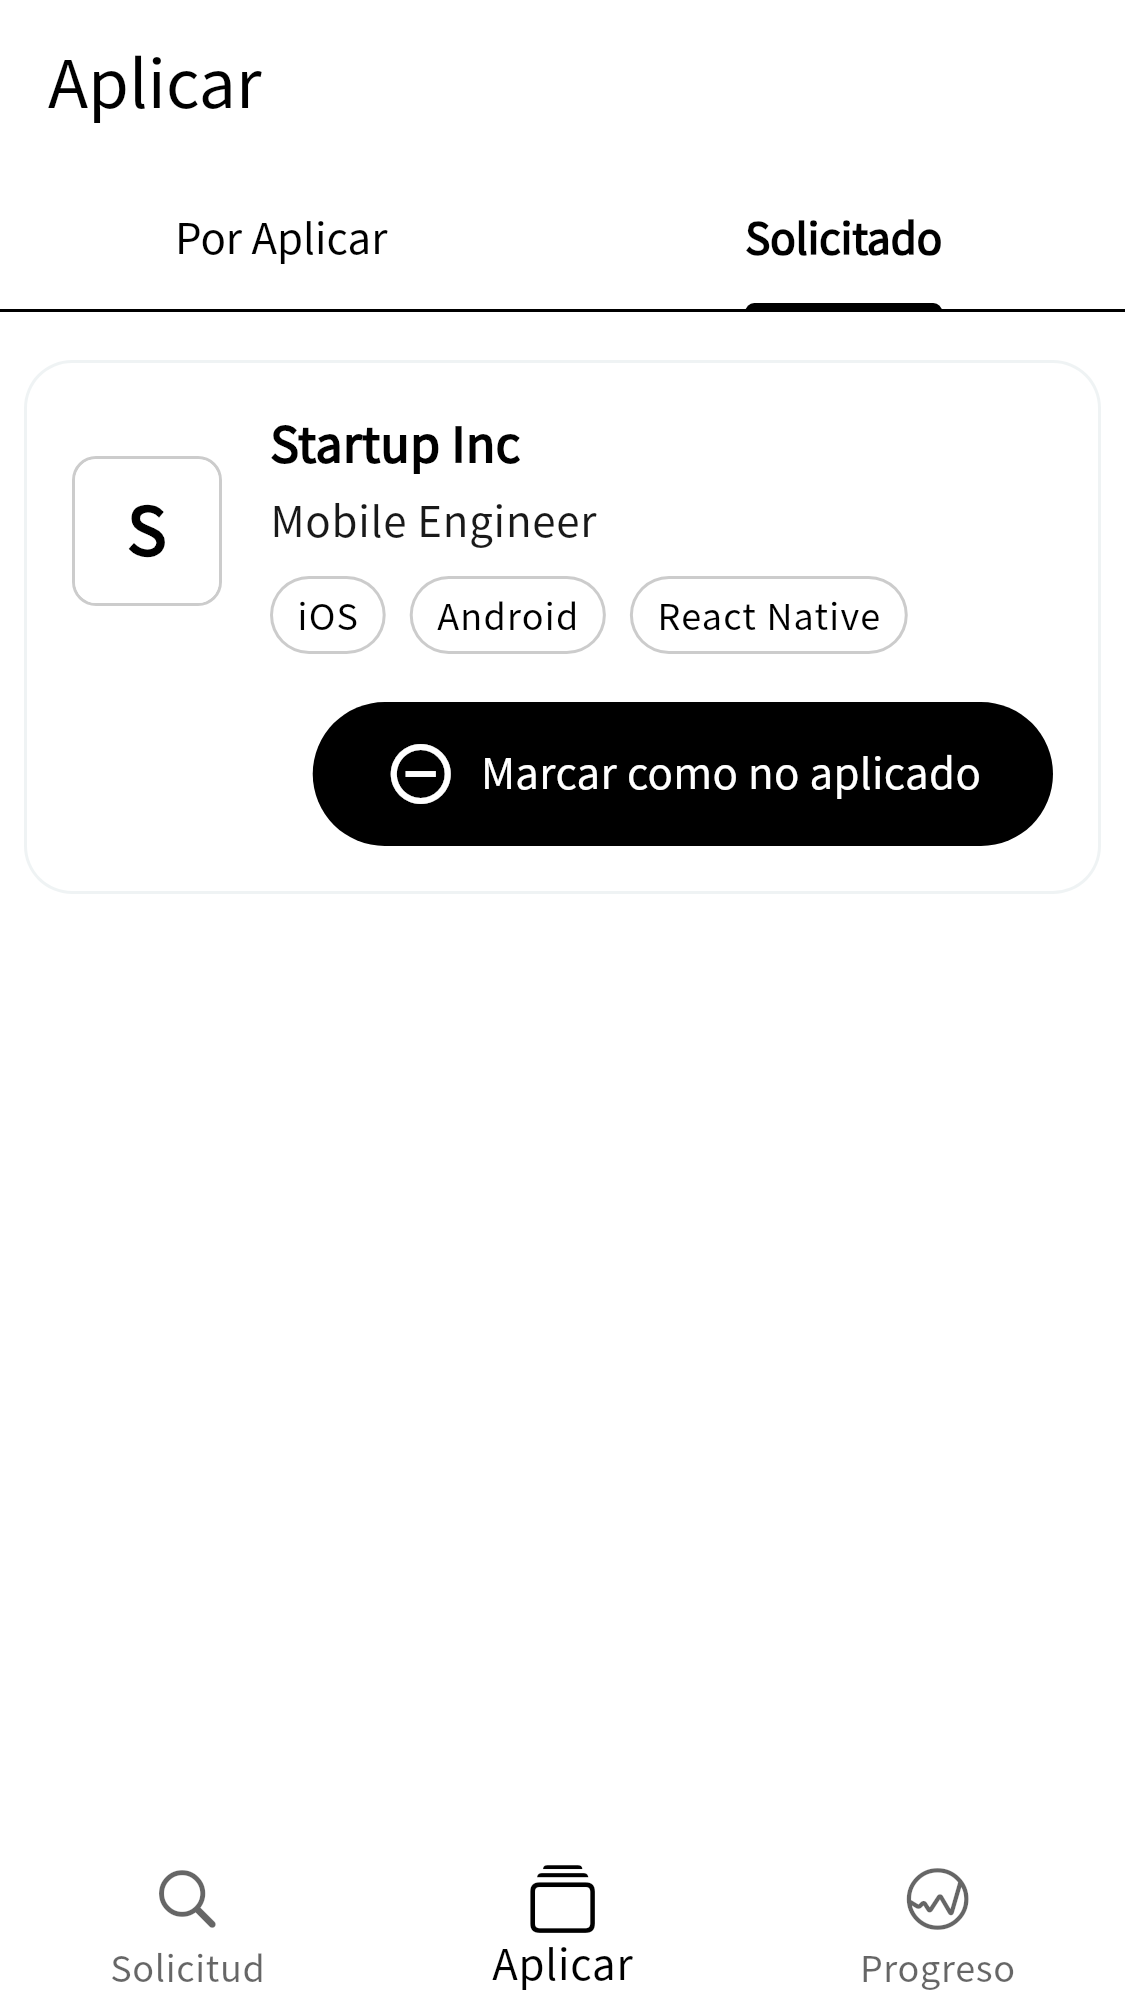 Aplicar
Por Aplicar
Solicitado
S
Startup Inc
Mobile Engineer
iOS
Android
React Native
Marcar como no aplicado
Solicitud
Aplicar
Progreso